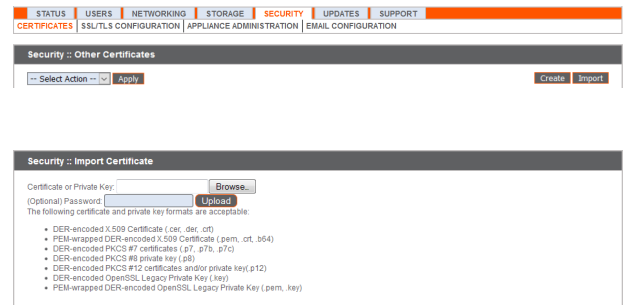 STATUS USERS NETWORKING STORAGE SECURITY UPDATES SUPPORT
CERTIFICATES SSL/TLS CONFIGURATION APPLIANCE ADMINISTRATION EMAIL CONFIGURATION
Security :: Other Certificates
-- Select Action -- Apply Create Import
Security :: Import Certificate
Certificate or Private Key: Browse..
(Optional) Password: Upload
The following certificate and private key formats are acceptable:
• DER-encoded X.509 Certificate (.cer, .der, .crt)
• PEM-wrapped DER-encoded X.509 Certificate (.pem, .crt, .b64)
• DER-encoded PKCS #7 certificates (.p7, .p7b, .p7c)
• DER-encoded PKCS #8 private key (.p8)
• DER-encoded PKCS #12 certificates and/or private key(.p12)
• DER-encoded OpenSSL Legacy Private Key (.key)
• PEM-wrapped DER-encoded OpenSSL Legacy Private Key (.pem, .key)